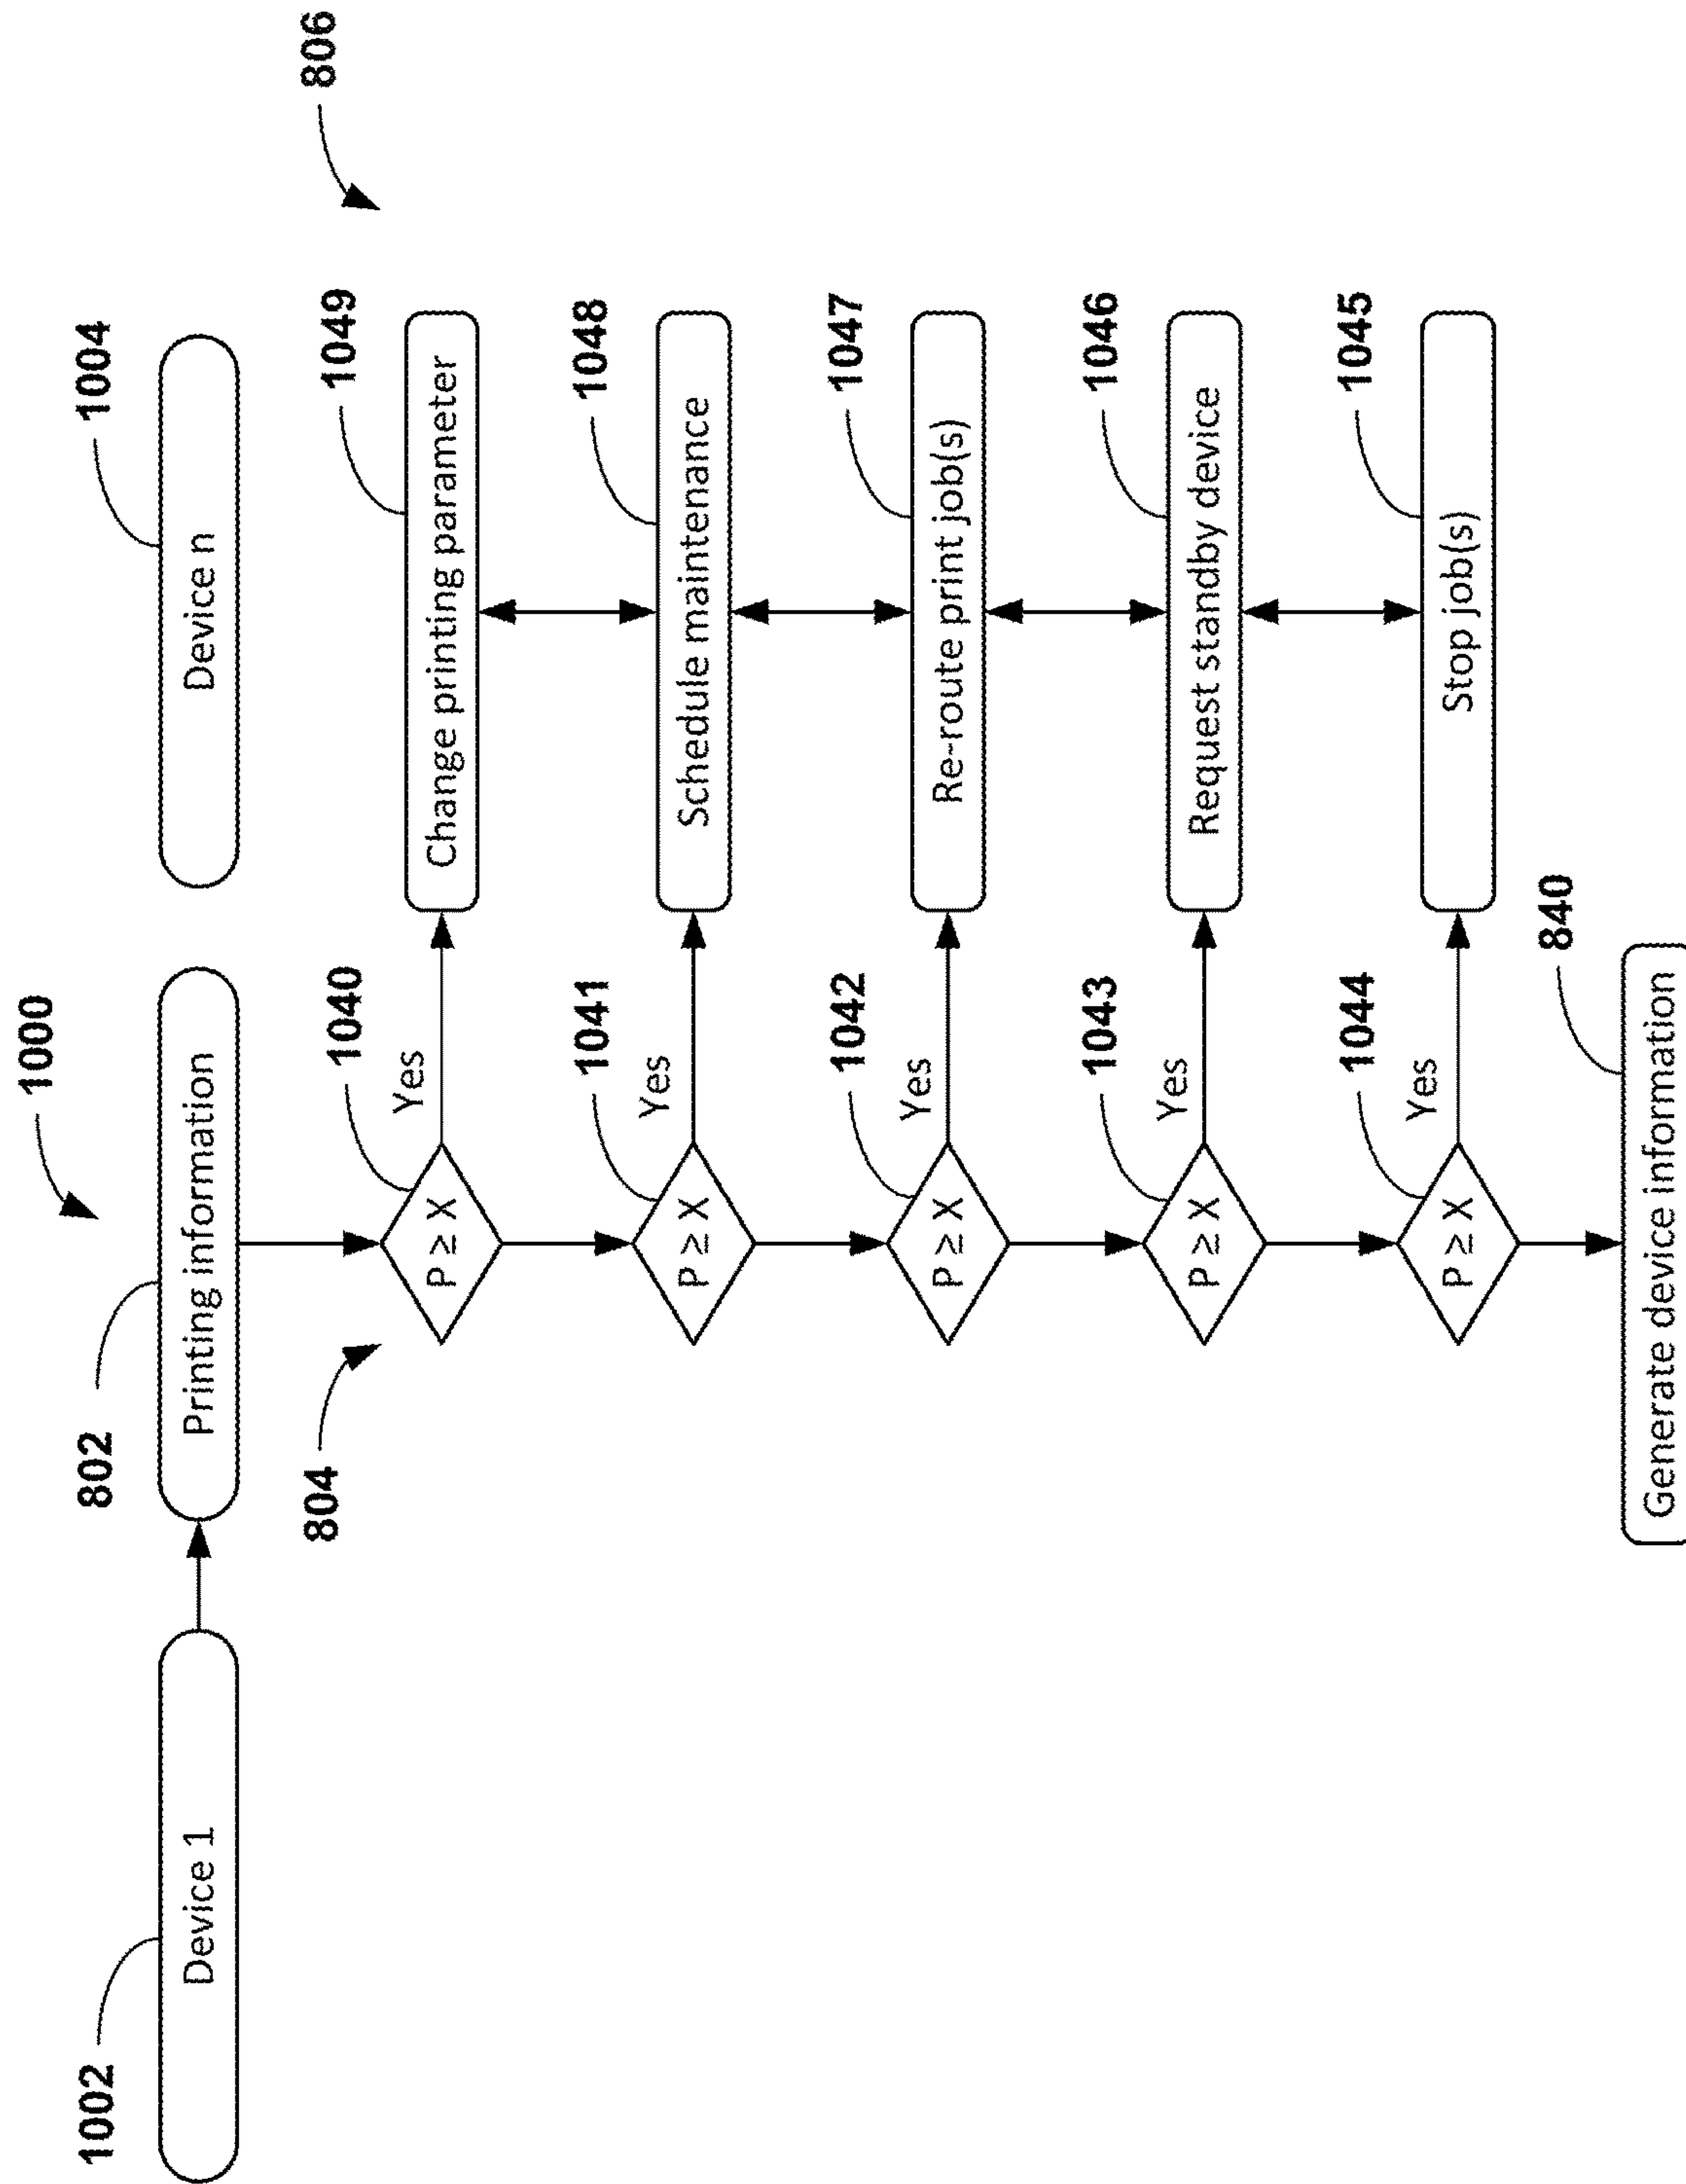 1000
1002
802
1004
Device 1
Printing information
Device n
804
806
1040
1049
P ≥ X
Yes
Change printing parameter
1041
1048
P ≥ X
Yes
Schedule maintenance
1042
1047
P ≥ X
Yes
Re-route print job(s)
1043
1046
P ≥ X
Yes
Request standby device
1044
1045
P ≥ X
Yes
Stop job(s)
840
Generate device information